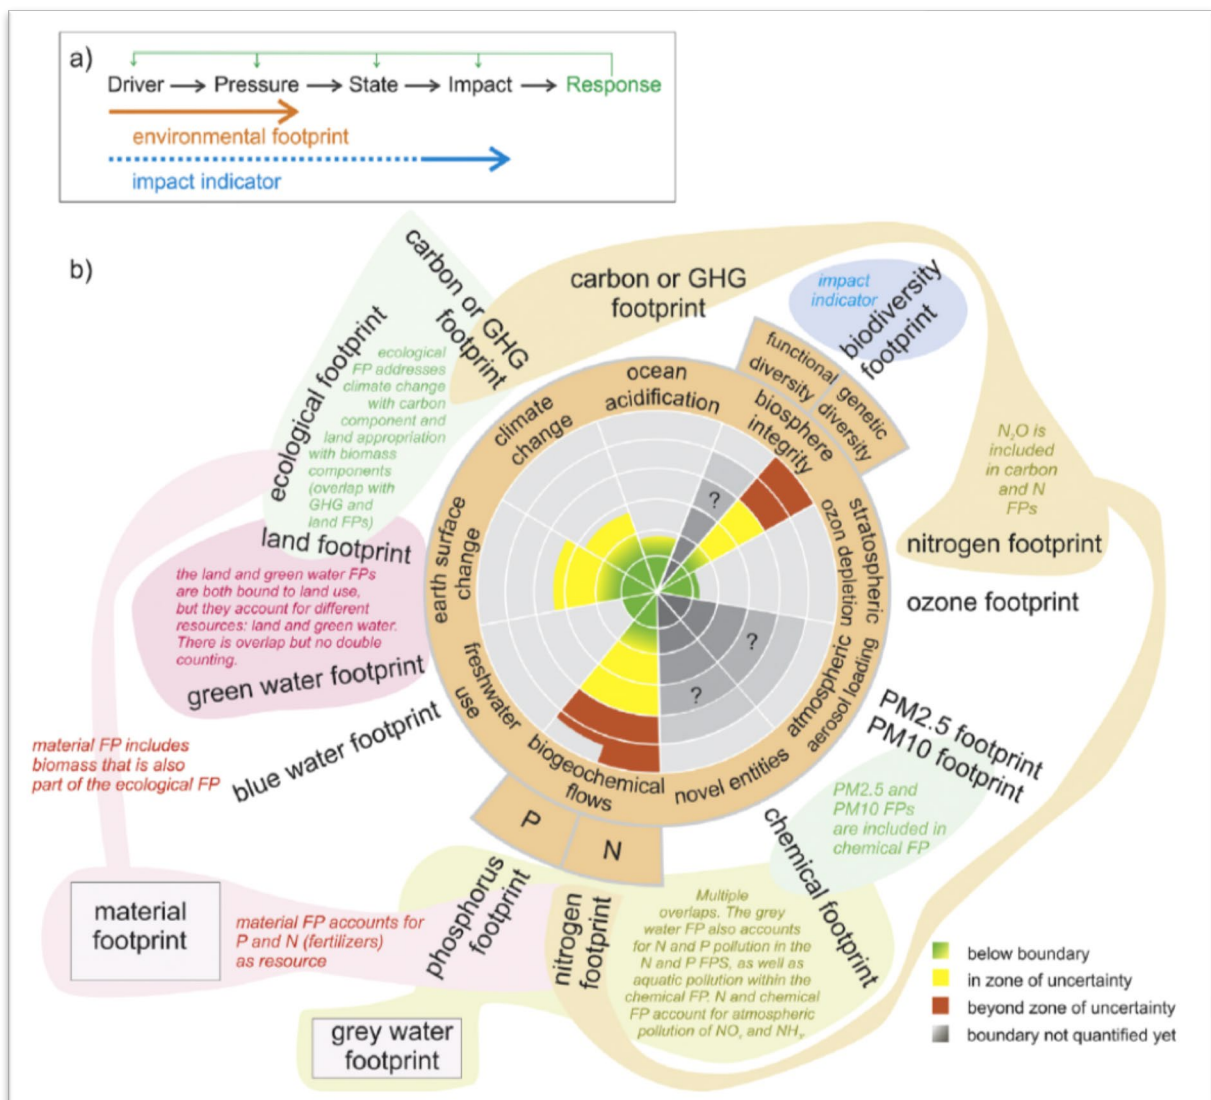 a)
Driver → Pressure → State → Impact → Response
environmental footprint
impact indicator
b)
carbon or GHG
footprint
ecological footprint
ecological
FP addresses
climate change
with carbon
component and
land appropriation
with biomass
components
(overlap with
GHG and
land FPs)
carbon or GHG
footprint
impact
indicator
biodiversity
footprint
functional
diversity
genetic
diversity
ocean
acidification
biosphere
integrity
climate
change
stratospheric
ozon depletion
earth surface
change
atmospheric
aerosol loading
freshwater
use
biogeochemical
flows
novel entities
P
N
?
?
?
N₂O is
included
in carbon
and N
FPs
nitrogen footprint
ozone footprint
land footprint
the land and green water FPs
are both bound to land use,
but they account for different
resources: land and green water.
There is overlap but no double
counting.
green water footprint
blue water footprint
PM2.5 footprint
PM10 footprint
PM2.5 and
PM10 FPs
are included in
chemical FP
chemical footprint
material FP includes
biomass that is also
part of the ecological FP
material
footprint
material FP accounts for
P and N (fertilizers)
as resource
phosphorus
footprint
nitrogen
footprint
Multiple
overlaps. The grey
water FP also accounts
for N and P pollution in the
N and P FPS, as well as
aquatic pollution within the
chemical FP. N and chemical
FP account for atmospheric
pollution of NOₓ and
grey water
footprint
below boundary
in zone of uncertainty
beyond zone of uncertainty
boundary not quantified yet